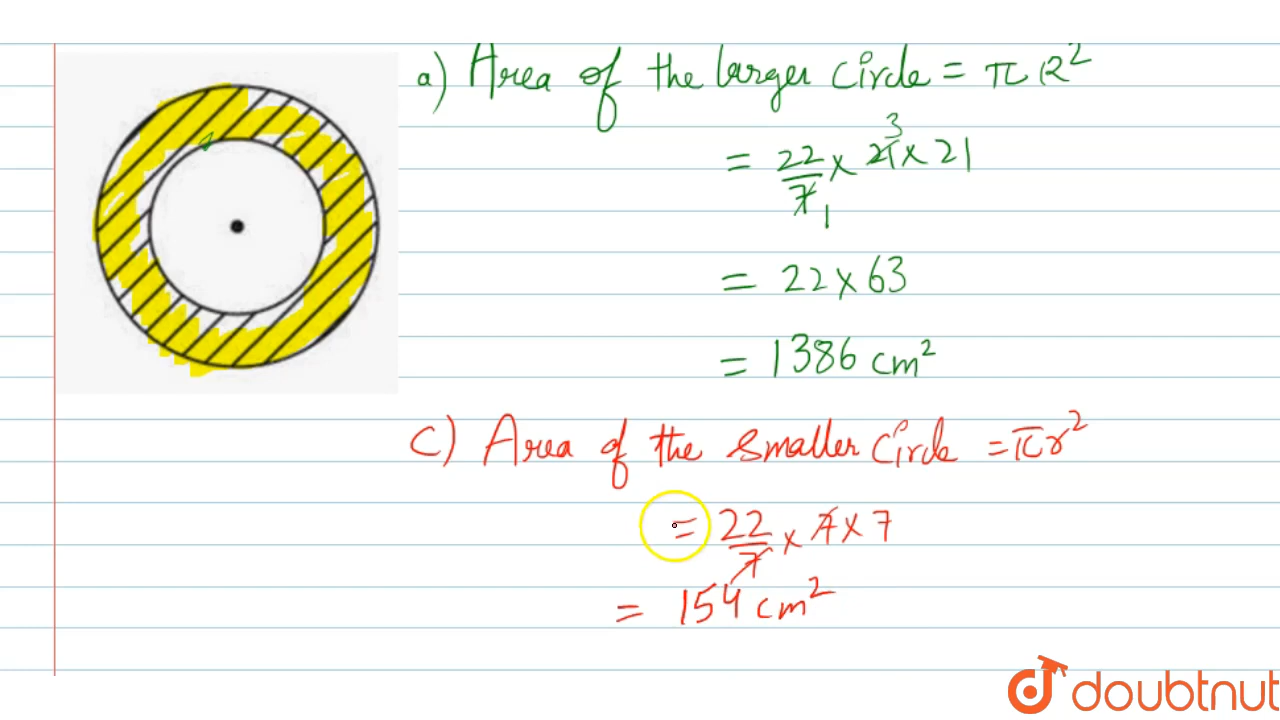 a) Area of the larger circle = πR²
= 22/7 × 21 × 21
3
1
= 22 × 63
= 1386 cm²
C) Area of the smaller circle = πr²
= 22/7 × 7 × 7
= 154 cm²
doubtnut